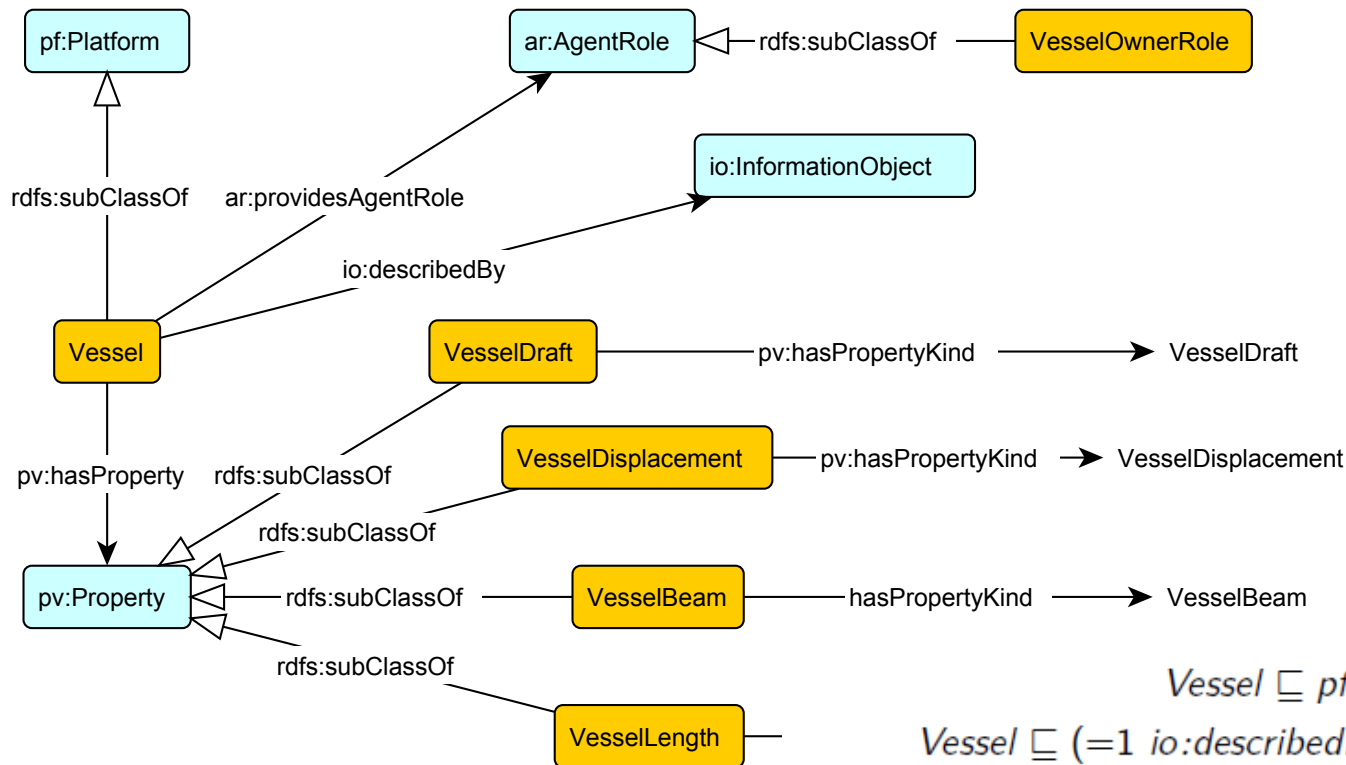 pf:Platform
ar:AgentRole
rdfs:subClassOf
VesselOwnerRole
io:InformationObject
rdfs:subClassOf
ar:providesAgentRole
io:describedBy
Vessel
VesselDraft
pv:hasPropertyKind
VesselDraft
VesselDisplacement
pv:hasPropertyKind
VesselDisplacement
pv:hasProperty
rdfs:subClassOf
rdfs:subClassOf
pv:Property
rdfs:subClassOf
VesselBeam
hasPropertyKind
VesselBeam
rdfs:subClassOf
Vessel ⊑ pf
VesselLength
Vessel ⊑ (=1 io:described